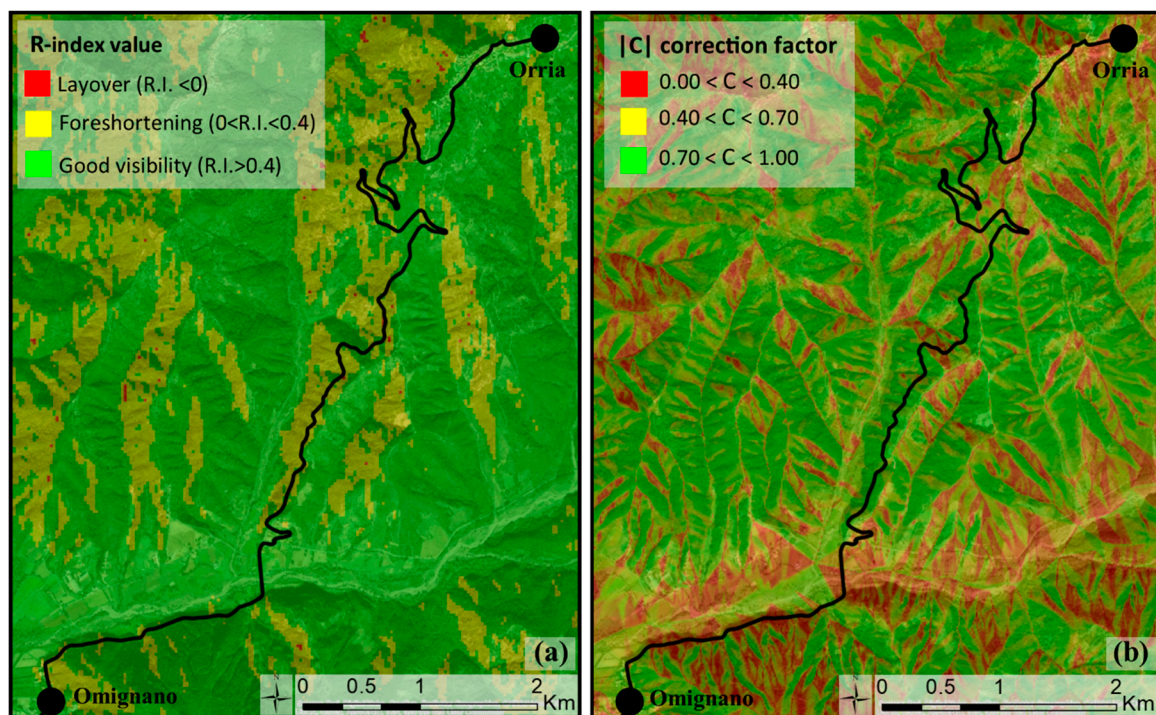 R-index value
Layover (R.I. <0)
Foreshortening (0<R.I.<0.4)
Good visibility (R.I.>0.4)
Orria
Omignano
(a)
0 0.5 1 2
Km
|C| correction factor
0.00 < C < 0.40
0.40 < C < 0.70
0.70 < C < 1.00
Orria
Omignano
(b)
0 0.5 1 2
Km